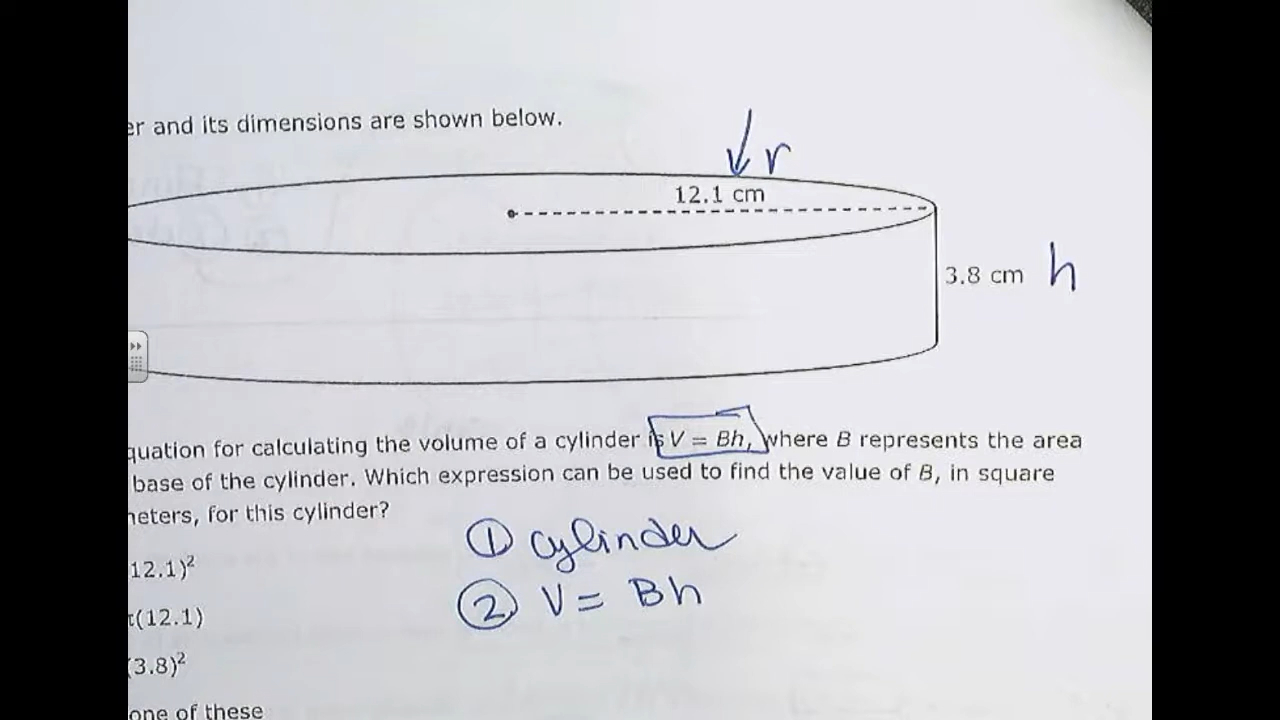 er and its dimensions are shown below.
r
12.1 cm
3.8 cm h
quation for calculating the volume of a cylinder is V = Bh, where B represents the area
base of the cylinder. Which expression can be used to find the value of B, in square
meters, for this cylinder?
① cylinder
12.1)²
② V = Bh
π(12.1)
(3.8)²
one of these